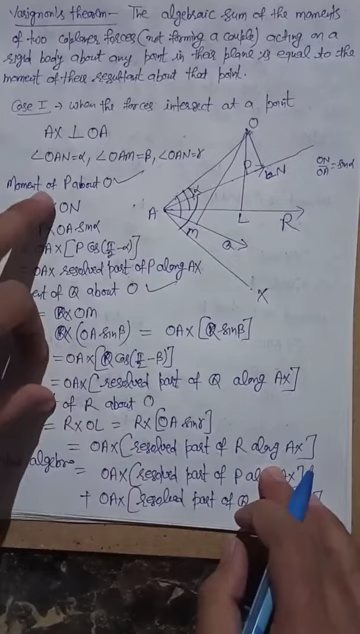 Varignon's theorem- The algebraic sum of the moments
of two coplaner forces (not forming a couple) acting on a
rigid body about any point in their plane is equal to the
moment of their resultant about that point.
Case I → when the forces intersect at a point
AX ⊥ OA
∠OAN=α, ∠OAM=β, ∠OAN=γ
Moment of P about O
ON
OA sinα
OA×[P Cos(π/2-α)]
=OA× resolved part of P along AX
ent of Q about O
= R×OM
R×(OA sinβ) = OA×[Q sinβ]
=OA×[R Cos(π/2-β)]
= OA×[resolved part of Q along AX]
of R about O
= R×OL = R×[OA sinγ]
= OA×[resolved part of R along AX]
algebra = OA×[resolved part of P along AX]
+ OA×[resolved part of Q
O
ON/OA = sinα
P
N
α
A
L
R
M
Q
X